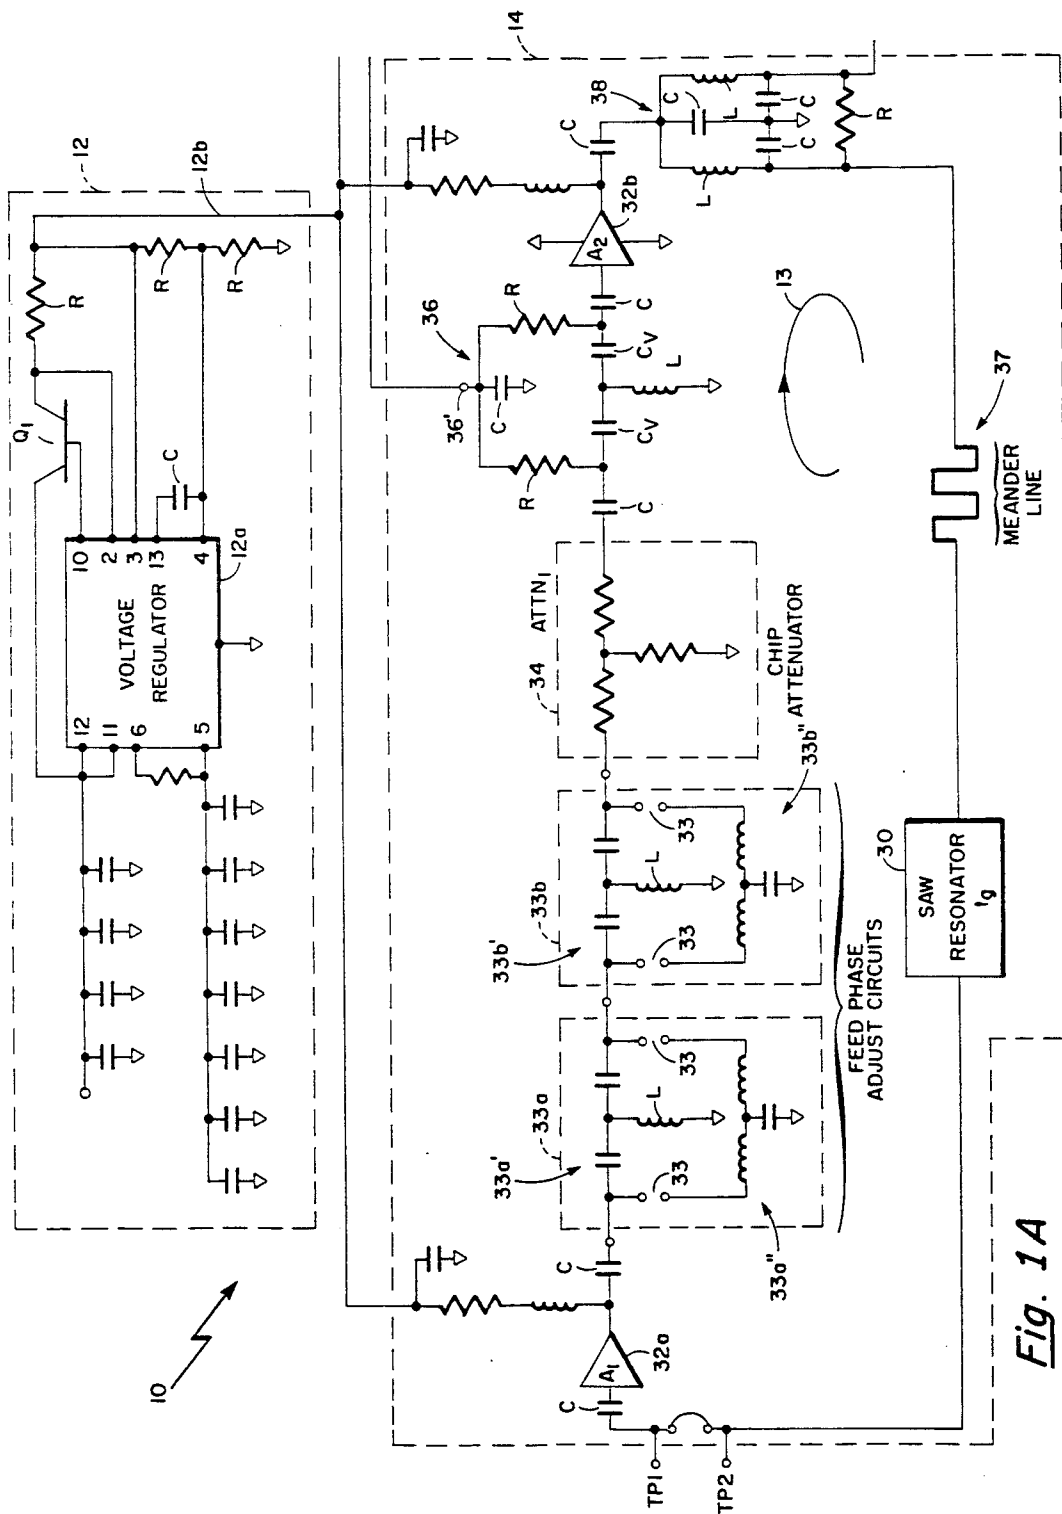 10
12
Q1
R
12b
VOLTAGE
REGULATOR
12
11
6
5
10
2
3
13
4
C
12a
R
R
14
36
36'
C
R
R
C
CV
L
CV
C
A2
32b
C
38
C
L
L
C
C
R
13
A1
32a
C
C
TP1
TP2
33a'
33a
L
33
33
33a"
33b'
33b
L
33
33
33b"
FEED PHASE
ADJUST CIRCUITS
34
ATTN1
CHIP
ATTENUATOR
30
SAW
RESONATOR
tg
37
MEANDER
LINE
Fig. 1A